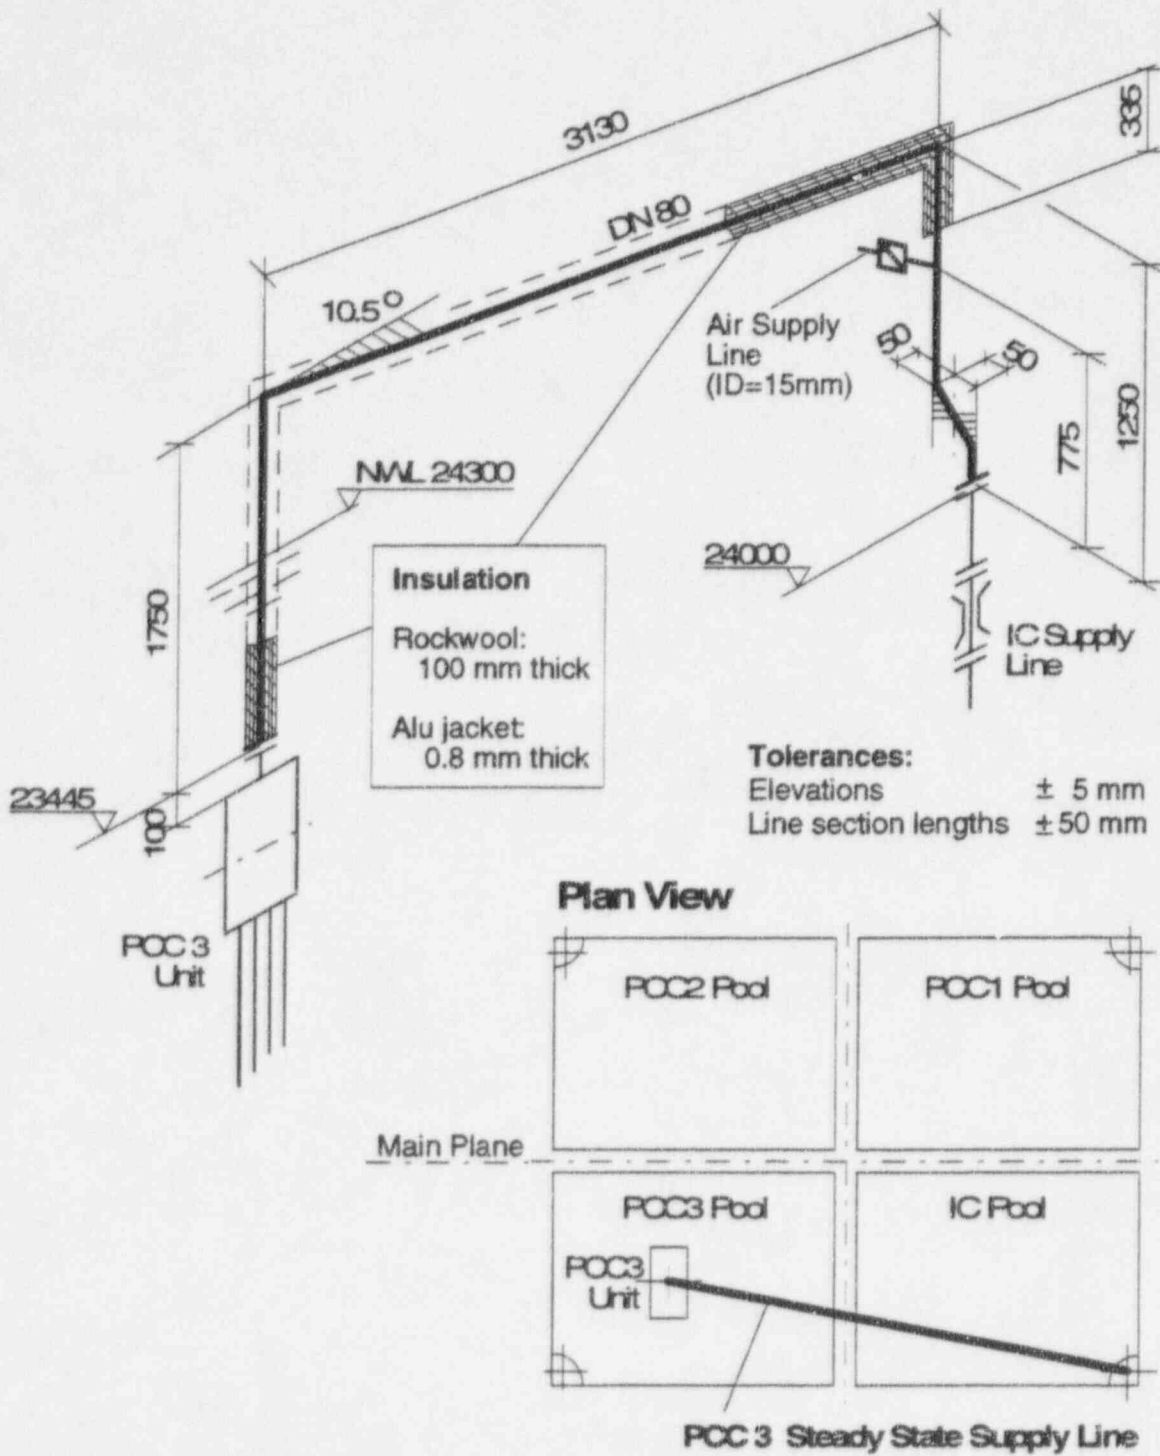 3130
335
DN 80
10.5°
Air Supply
Line
(ID=15mm)
50
50
775
1250
NWL 24300
24000
1750
Insulation
Rockwool:
100 mm thick
Alu jacket:
0.8 mm thick
IC Supply
Line
23445
100
Tolerances:
Elevations ± 5 mm
Line section lengths ± 50 mm
PCC 3
Unit
Plan View
PCC2 Pool
PCC1 Pool
Main Plane
PCC3 Pool
IC Pool
PCC3
Unit
PCC 3 Steady State Supply Line